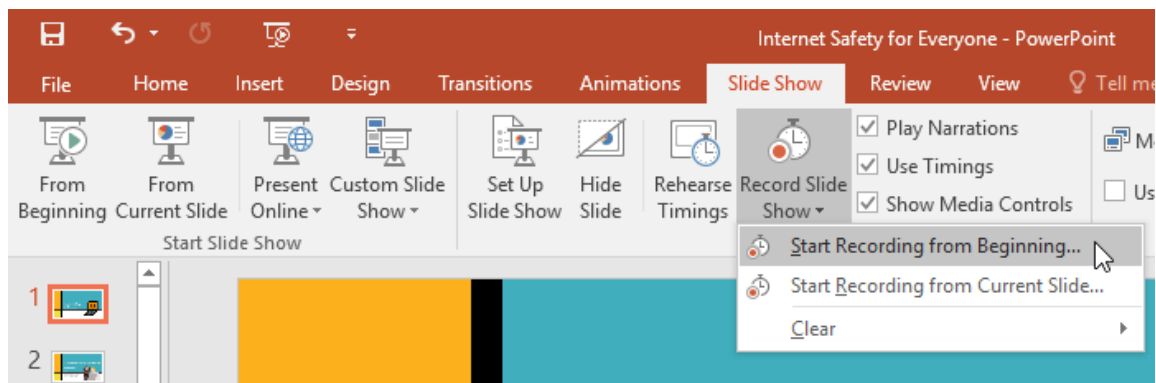 Internet Safety for Everyone - PowerPoint
File Home Insert Design Transitions Animations Slide Show Review View Tell me
From Beginning
From Current Slide
Present Online
Custom Slide Show
Set Up Slide Show
Hide Slide
Rehearse Timings
Record Slide Show
Play Narrations
Use Timings
Show Media Controls
Start Slide Show
Start Recording from Beginning...
Start Recording from Current Slide...
Clear
1
2